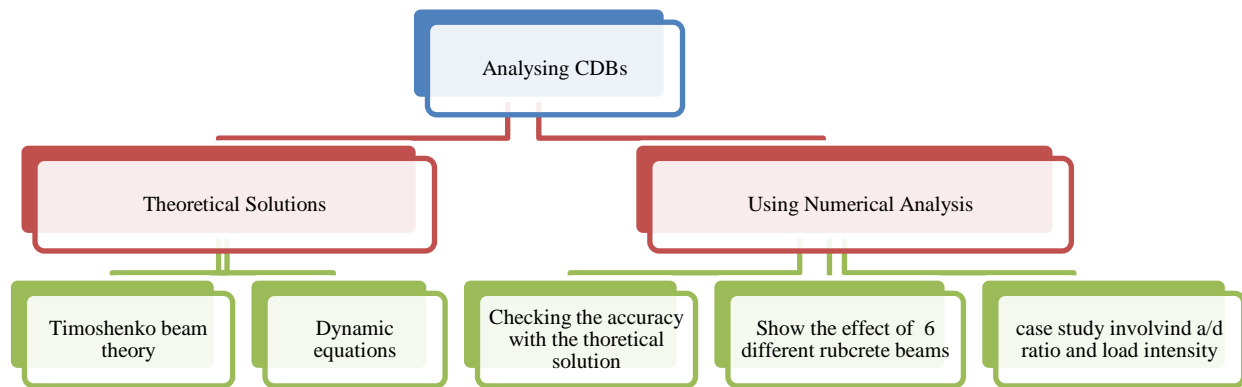 Analysing CDBs
Theoretical Solutions
Using Numerical Analysis
Timoshenko beam
theory
Dynamic
equations
Checking the accuracy
with the thoretical
solution
Show the effect of 6
different rubcrete beams
case study involvind a/d
ratio and load intensity